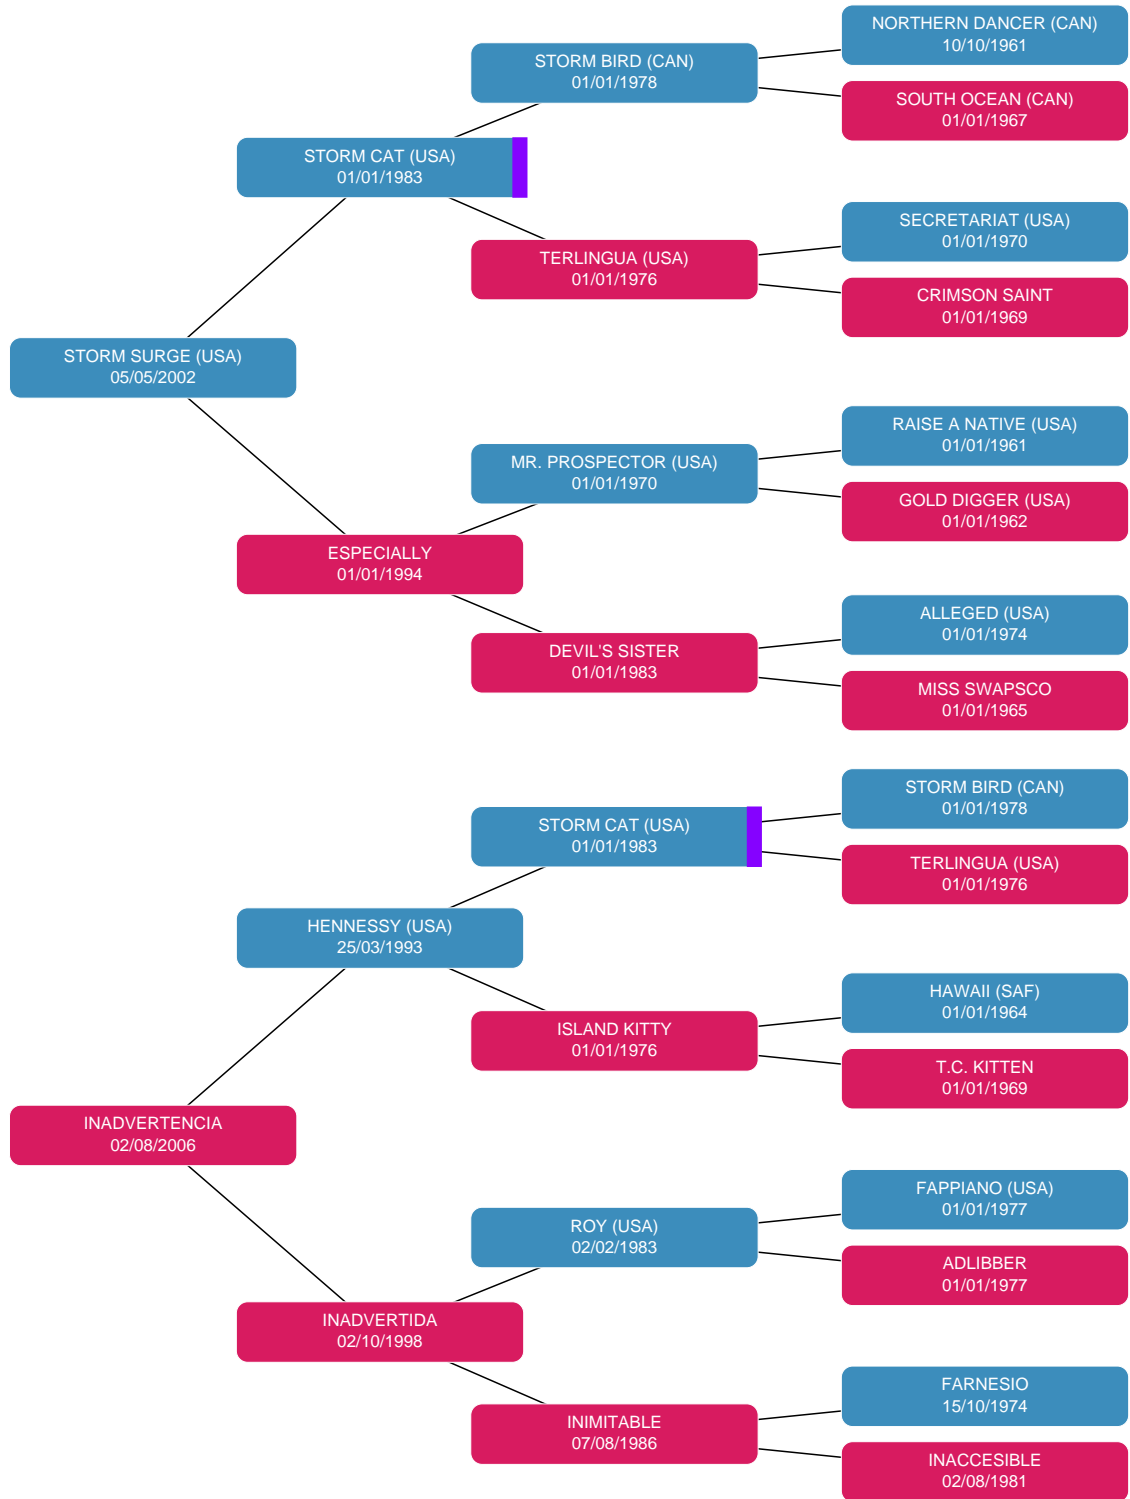 NORTHERN DANCER (CAN)
10/10/1961
STORM BIRD (CAN)
01/01/1978
SOUTH OCEAN (CAN)
01/01/1967
STORM CAT (USA)
01/01/1983
SECRETARIAT (USA)
01/01/1970
TERLINGUA (USA)
01/01/1976
CRIMSON SAINT
01/01/1969
STORM SURGE (USA)
05/05/2002
RAISE A NATIVE (USA)
01/01/1961
MR. PROSPECTOR (USA)
01/01/1970
GOLD DIGGER (USA)
01/01/1962
ESPECIALLY
01/01/1994
ALLEGED (USA)
01/01/1974
DEVIL'S SISTER
01/01/1983
MISS SWAPSCO
01/01/1965
STORM BIRD (CAN)
01/01/1978
STORM CAT (USA)
01/01/1983
TERLINGUA (USA)
01/01/1976
HENNESSY (USA)
25/03/1993
HAWAII (SAF)
01/01/1964
ISLAND KITTY
01/01/1976
T.C. KITTEN
01/01/1969
INADVERTENCIA
02/08/2006
FAPPIANO (USA)
01/01/1977
ROY (USA)
02/02/1983
ADLIBBER
01/01/1977
INADVERTIDA
02/10/1998
FARNESIO
15/10/1974
INIMITABLE
07/08/1986
INACCESIBLE
02/08/1981